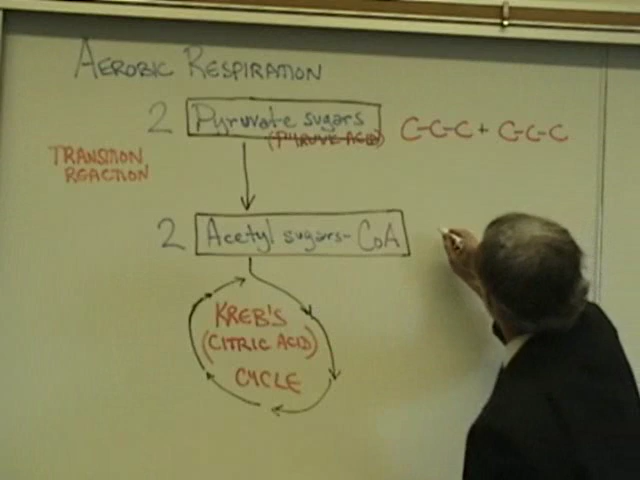 AEROBIC RESPIRATION
2 Pyruvate sugars
(PYRUVIC ACID) C-C-C + C-C-C
TRANSITION
REACTION
2 Acetyl sugars- CoA
KREB'S
(CITRIC ACID)
CYCLE